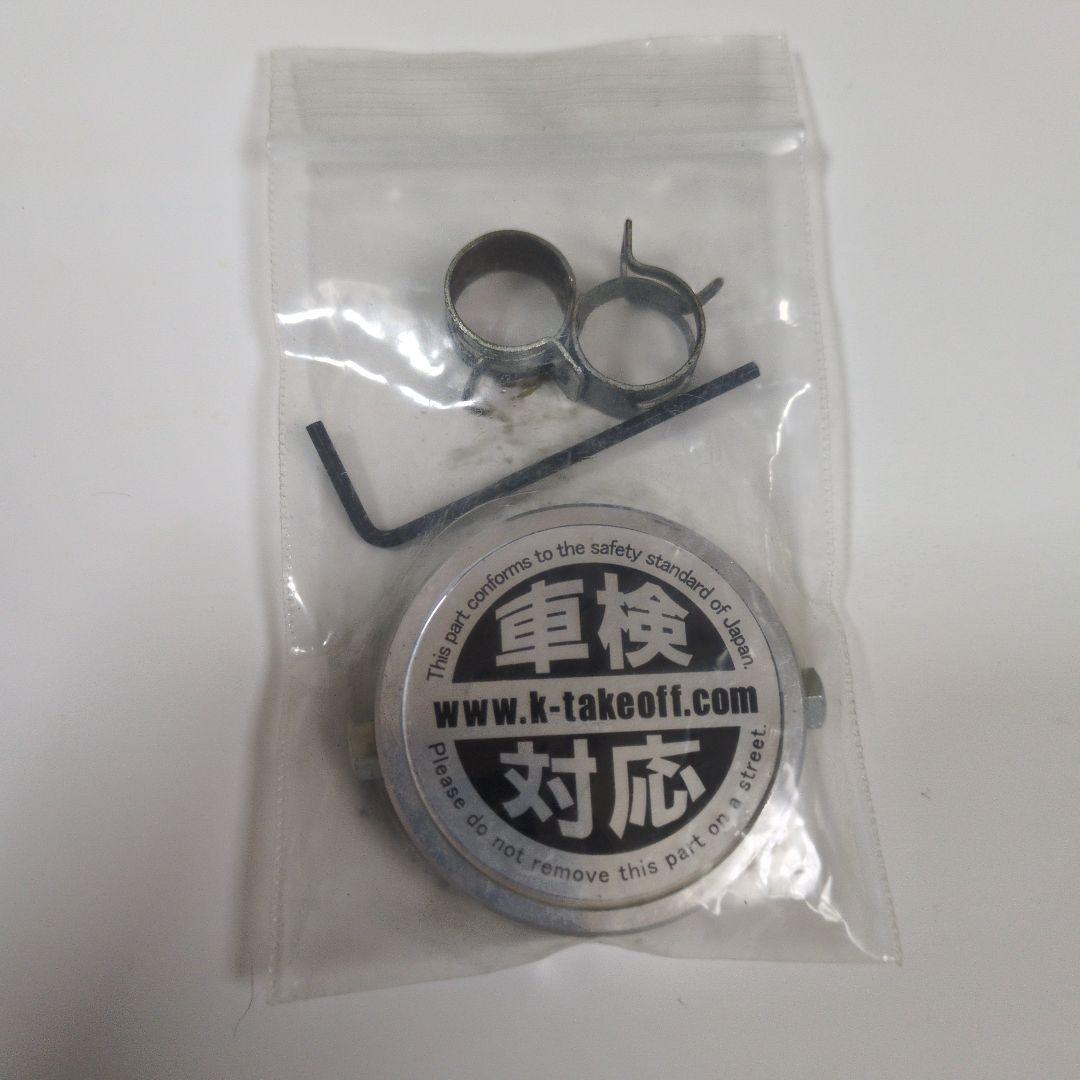 This part conforms to the safety standard of Japan.
車検
www.k-takeoff.com
対応
Please do not remove this part on a street.